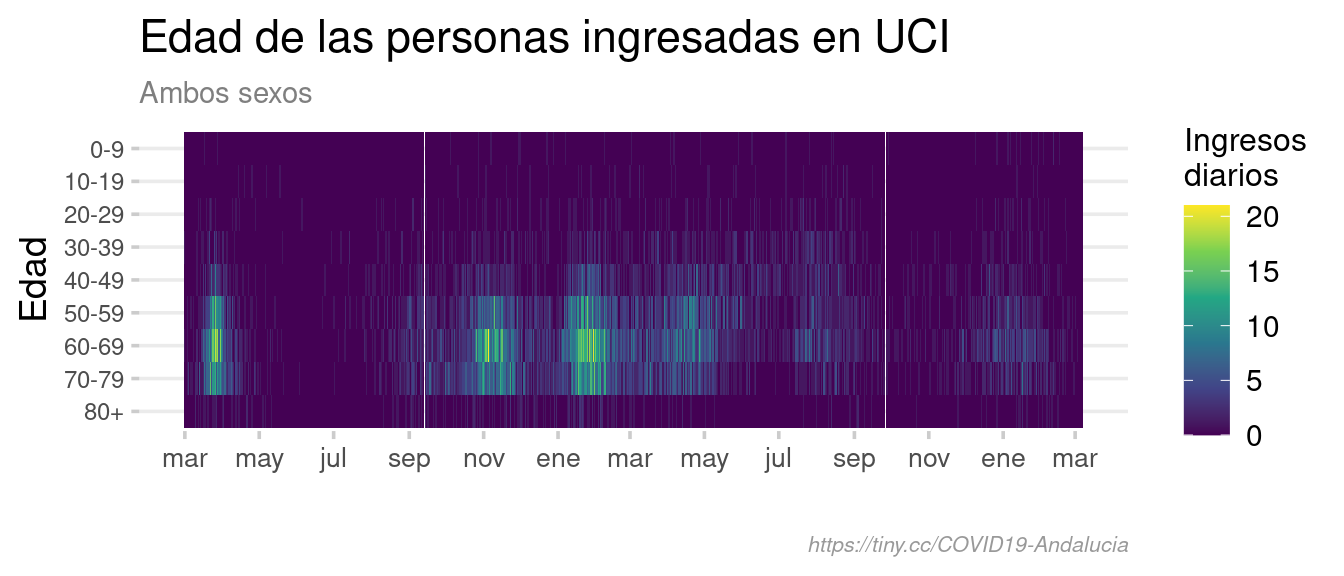 Edad de las personas ingresadas en UCI
Ambos sexos
Edad
0-9
10-19
20-29
30-39
40-49
50-59
60-69
70-79
80+
mar may jul sep nov ene mar may jul sep nov ene mar
Ingresos
diarios
20
15
10
5
0
https://tiny.cc/COVID19-Andalucia